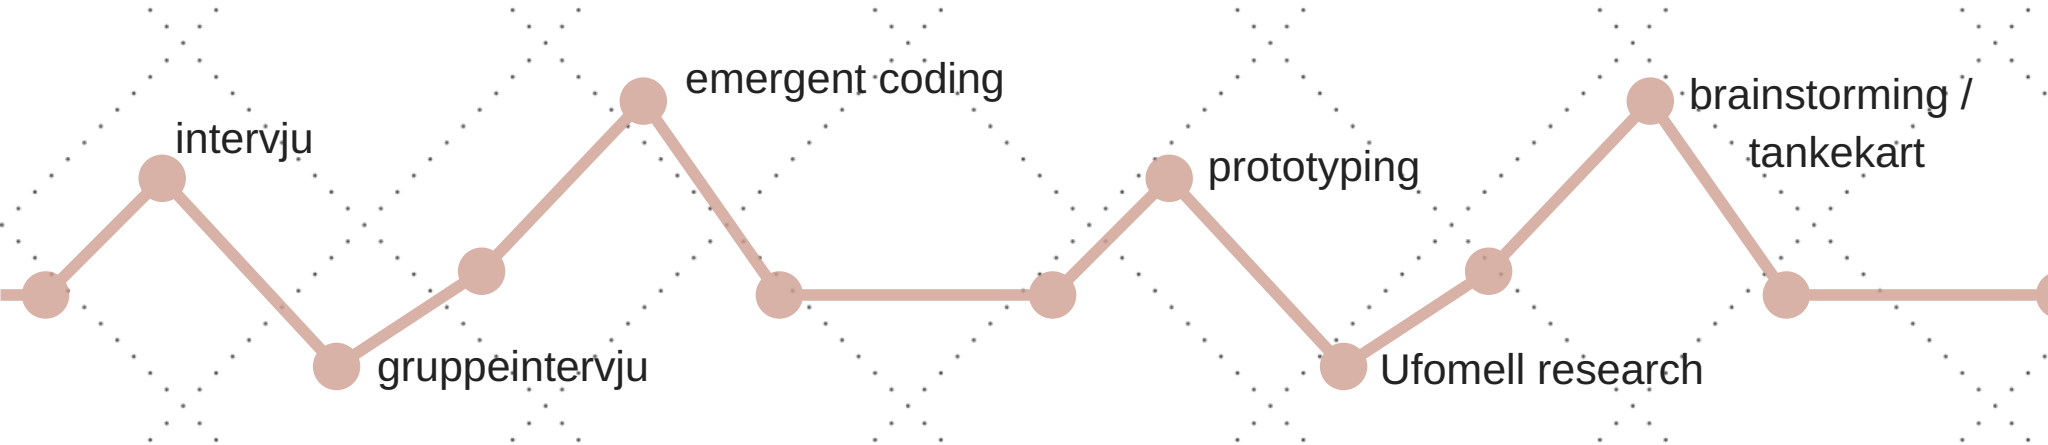 intervju
gruppeintervju
emergent coding
prototyping
Ufomell research
brainstorming /
tankekart